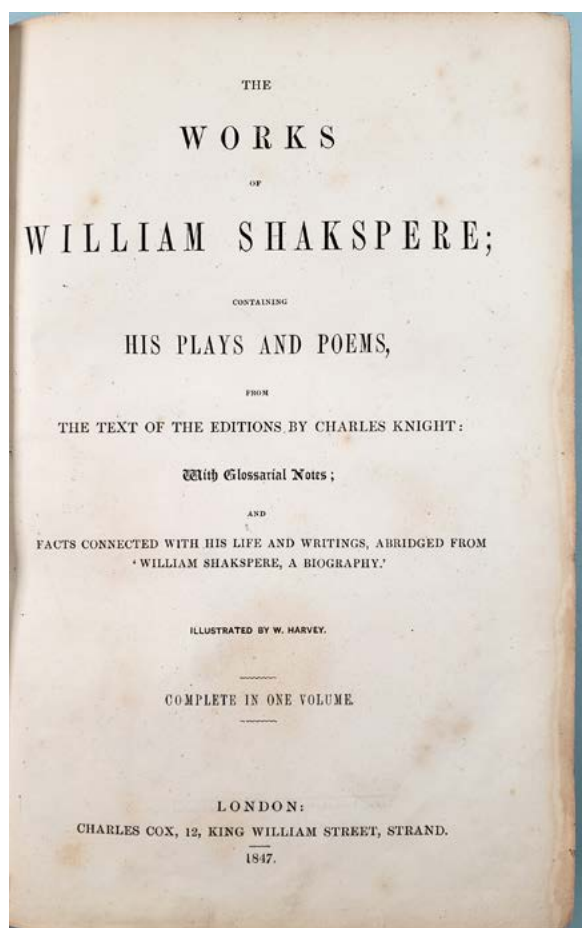 THE
WORKS
OF
WILLIAM SHAKSPERE;
CONTAINING
HIS PLAYS AND POEMS,
FROM
THE TEXT OF THE EDITIONS BY CHARLES KNIGHT:
With Glossarial Notes;
AND
FACTS CONNECTED WITH HIS LIFE AND WRITINGS, ABRIDGED FROM
‘WILLIAM SHAKSPERE, A BIOGRAPHY.’
ILLUSTRATED BY W. HARVEY.
COMPLETE IN ONE VOLUME.
LONDON:
CHARLES COX, 12, KING WILLIAM STREET, STRAND.
1847.